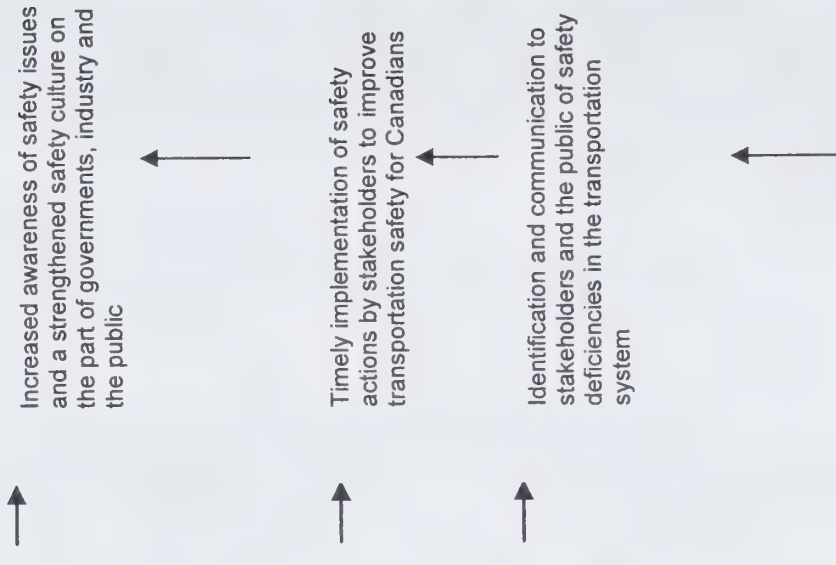 Increased awareness of safety issues
and a strengthened safety culture on
the part of governments, industry and
the public
Timely implementation of safety
actions by stakeholders to improve
transportation safety for Canadians
Identification and communication to
stakeholders and the public of safety
deficiencies in the transportation
system